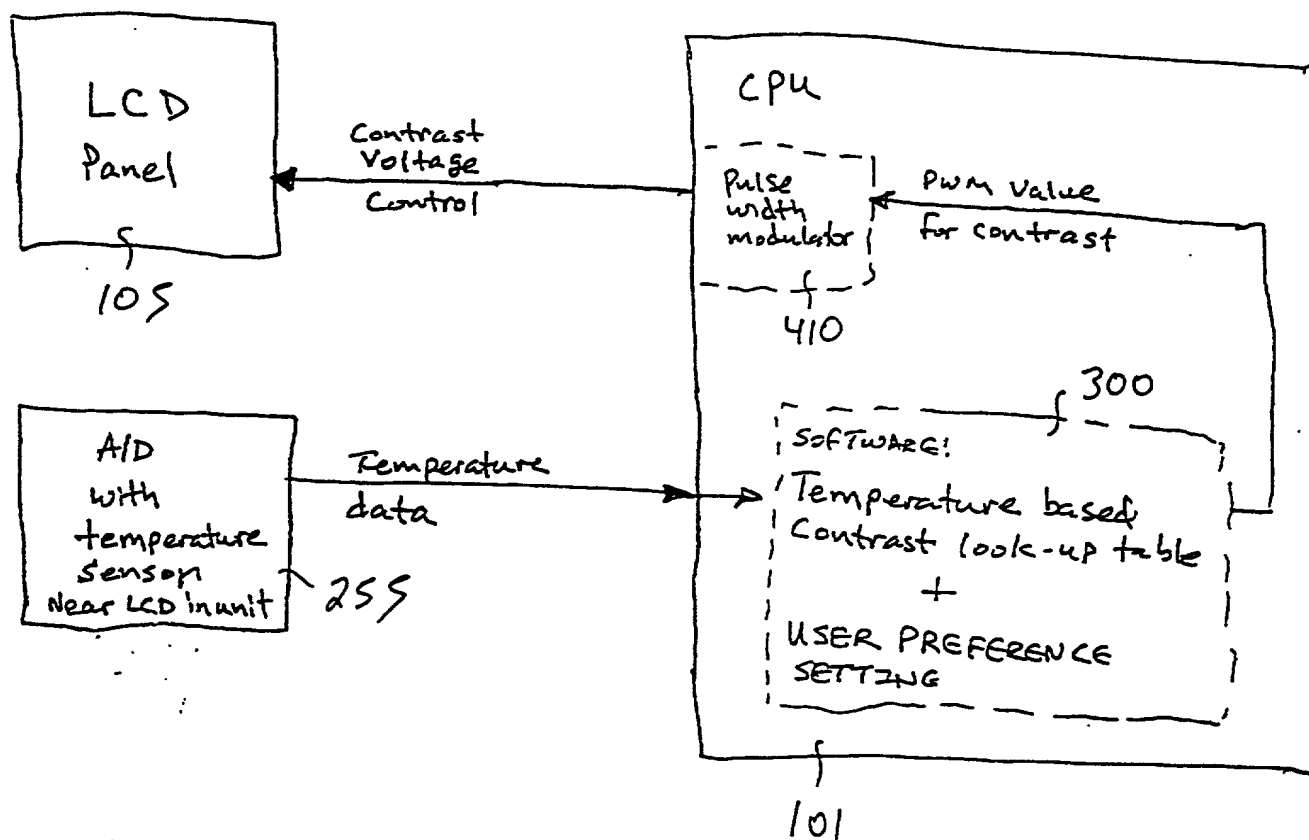 LCD
Panel
105
Contrast
Voltage
Control
CPU
Pulse
width
modulator
410
PWM Value
for contrast
A/D
with
temperature
sensor
Near LCD in unit
255
Temperature
data
300
SOFTWARE:
Temperature based
Contrast look-up table
+
USER PREFERENCE
SETTING
101